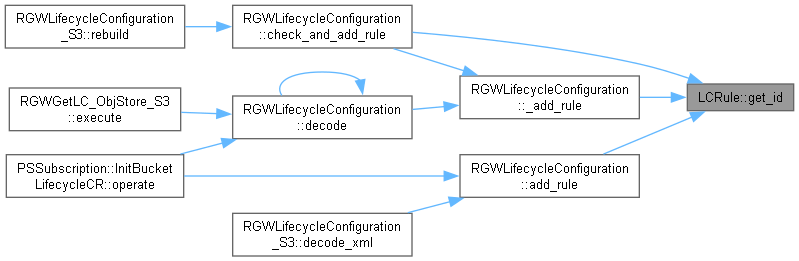 RGWLifecycleConfiguration
_S3::rebuild
RGWLifecycleConfiguration
::check_and_add_rule
RGWGetLC_ObjStore_S3
::execute
RGWLifecycleConfiguration
::decode
RGWLifecycleConfiguration
::_add_rule
LCRule::get_id
PSSubscription::InitBucket
LifecycleCR::operate
RGWLifecycleConfiguration
::add_rule
RGWLifecycleConfiguration
_S3::decode_xml